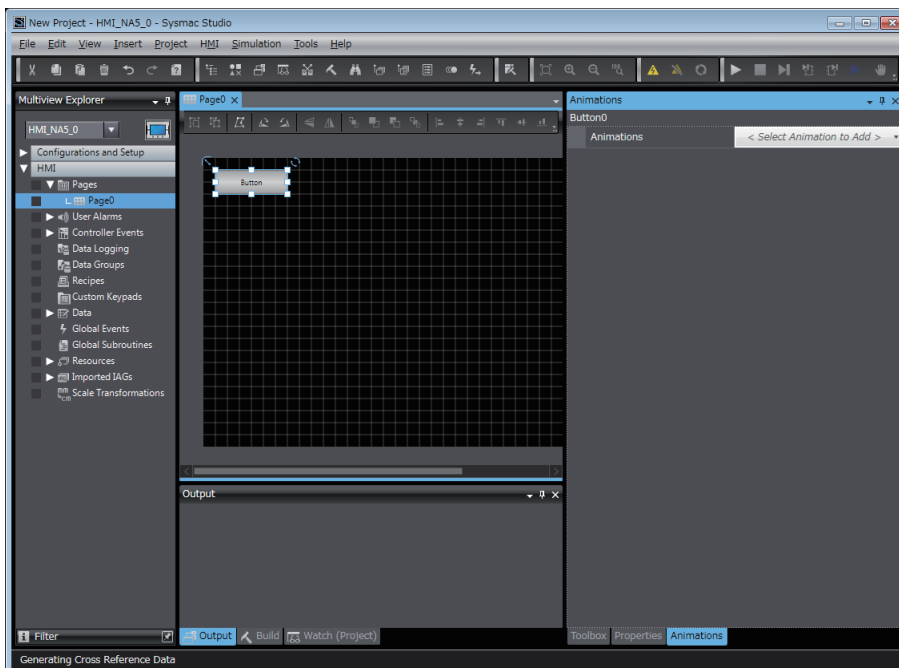 New Project - HMI_NA5_0 - Sysmac Studio
File Edit View Insert Project HMI Simulation Tools Help
Multiview Explorer
HMI_NA5_0
Configurations and Setup
HMI
Pages
Page0
User Alarms
Controller Events
Data Logging
Data Groups
Recipes
Custom Keypads
Data
Global Events
Global Subroutines
Resources
Imported IAGs
Scale Transformations
Filter
Page0
Button
Output
Output Build Watch (Project)
Animations
Button0
Animations < Select Animation to Add >
Toolbox Properties Animations
Generating Cross Reference Data